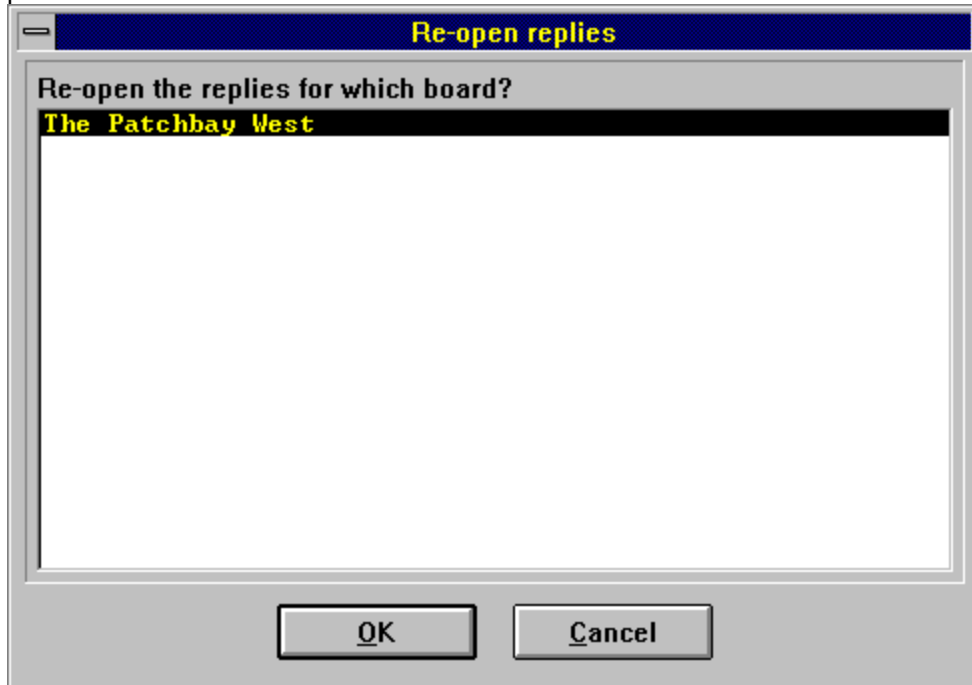 Re-open replies
Re-open the replies for which board?
The Patchbay West
OK
Cancel